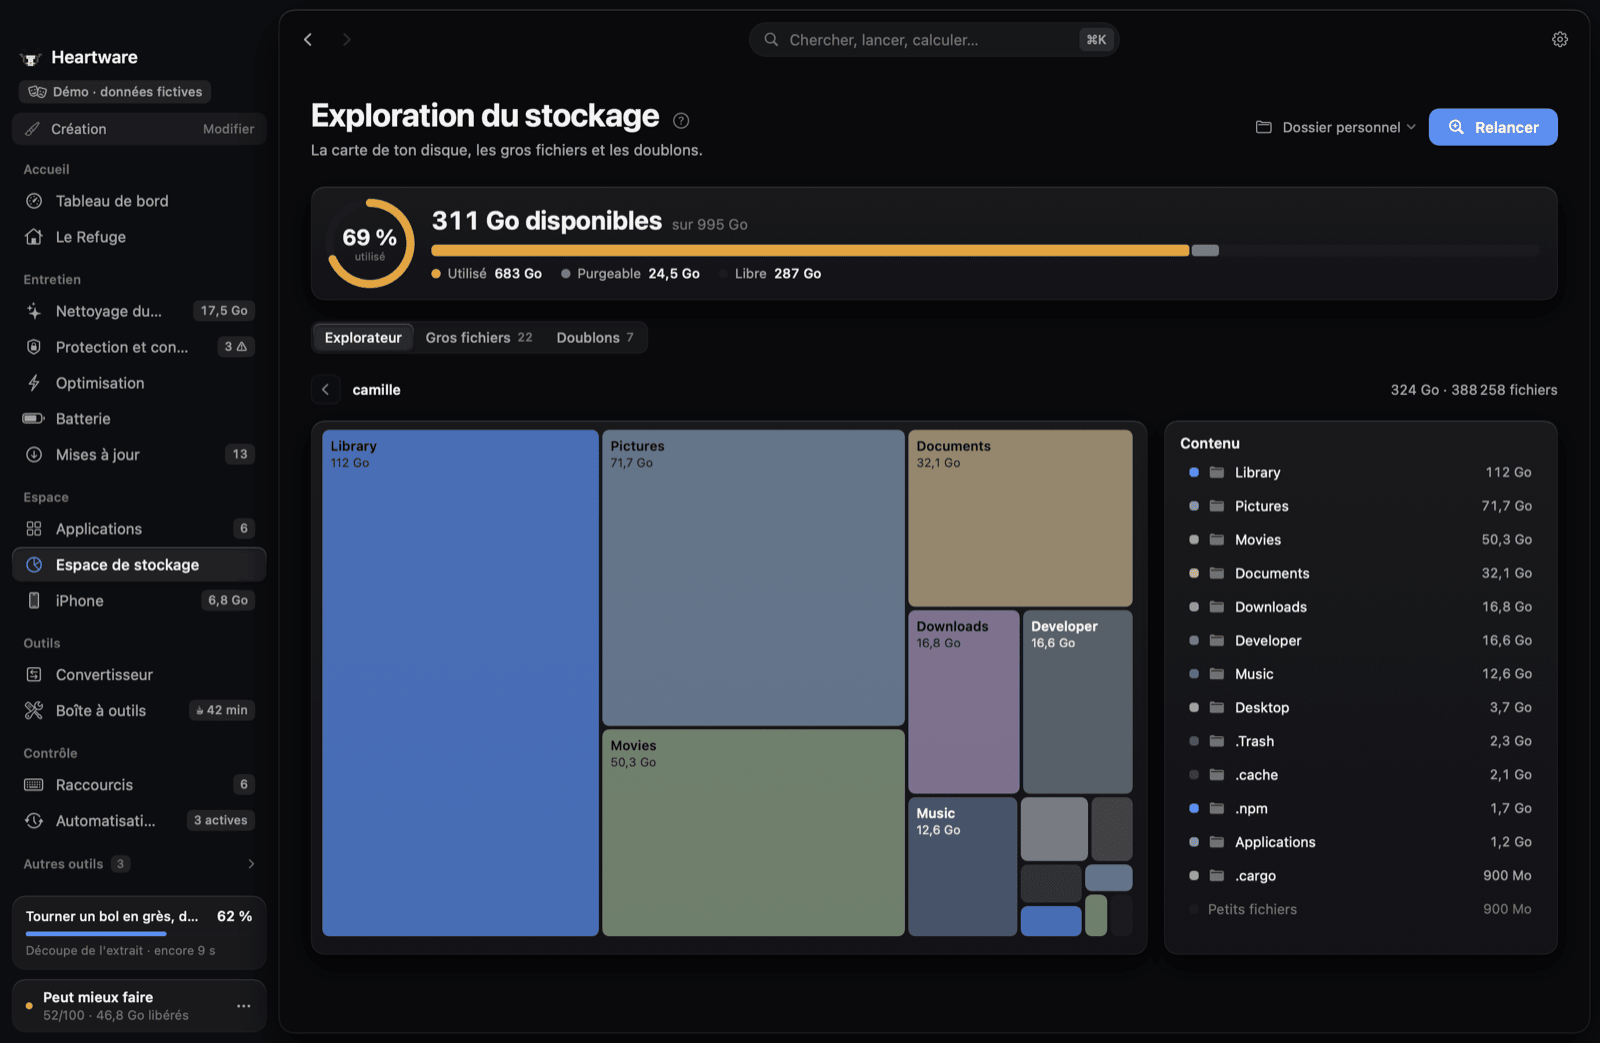 Heartware
Démo · données fictives
Création Modifier
Accueil
Tableau de bord
Le Refuge
Entretien
Nettoyage du... 17,5 Go
Protection et con... 3
Optimisation
Batterie
Mises à jour 13
Espace
Applications 6
Espace de stockage
iPhone 6,8 Go
Outils
Convertisseur
Boîte à outils 42 min
Contrôle
Raccourcis 6
Automatisati... 3 actives
Autres outils 3
Tourner un bol en grès, d... 62 %
Découpe de l'extrait · encore 9 s
Peut mieux faire
52/100 · 46,8 Go libérés
Chercher, lancer, calculer... ⌘K
Exploration du stockage ?
La carte de ton disque, les gros fichiers et les doublons.
Dossier personnel
Relancer
69 %
utilisé
311 Go disponibles sur 995 Go
Utilisé 683 Go Purgeable 24,5 Go Libre 287 Go
Explorateur Gros fichiers 22 Doublons 7
camille
324 Go · 388 258 fichiers
Library
112 Go
Pictures
71,7 Go
Movies
50,3 Go
Documents
32,1 Go
Downloads
16,8 Go
Developer
16,6 Go
Music
12,6 Go
Contenu
Library 112 Go
Pictures 71,7 Go
Movies 50,3 Go
Documents 32,1 Go
Downloads 16,8 Go
Developer 16,6 Go
Music 12,6 Go
Desktop 3,7 Go
.Trash 2,3 Go
.cache 2,1 Go
.npm 1,7 Go
Applications 1,2 Go
.cargo 900 Mo
Petits fichiers 900 Mo